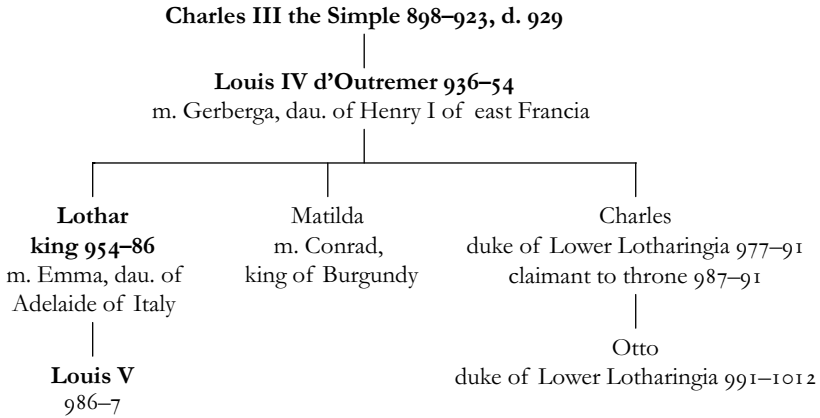 Charles III the Simple 898–923, d. 929
Louis IV d’Outremer 936–54
m. Gerberga, dau. of Henry I of east Francia
Lothar
king 954–86
m. Emma, dau. of
Adelaide of Italy
Matilda
m. Conrad,
king of Burgundy
Charles
duke of Lower Lotharingia 977–91
claimant to throne 987–91
Louis V
986–7
Otto
duke of Lower Lotharingia 991–1012